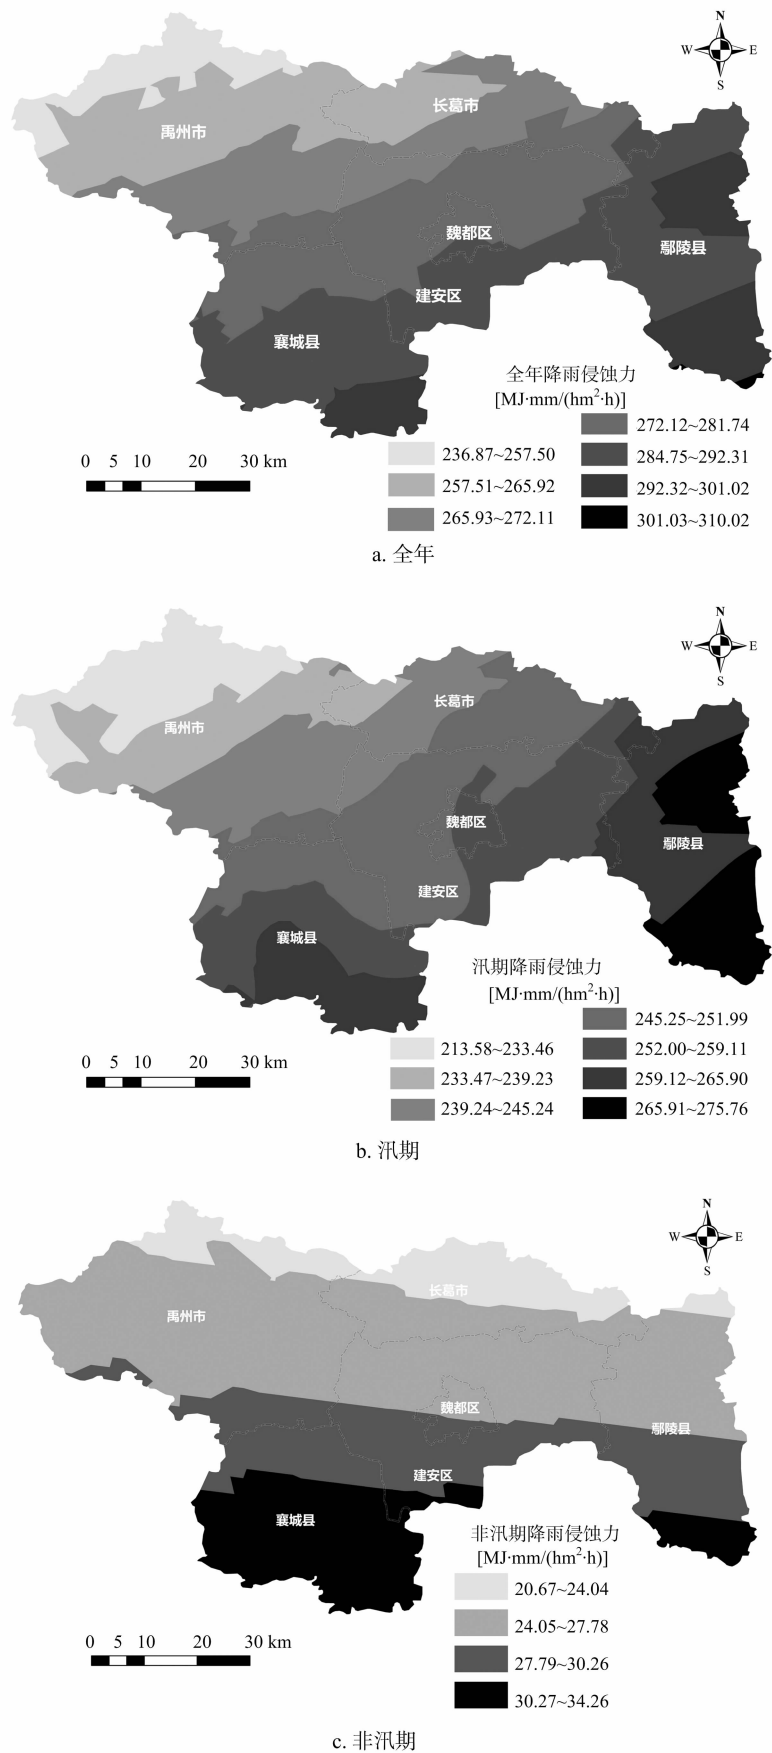 N
W E
S
长葛市
禹州市
魏都区
鄢陵县
建安区
襄城县
全年降雨侵蚀力
[MJ·mm/(hm²·h)]
272.12~281.74
236.87~257.50
284.75~292.31
257.51~265.92
292.32~301.02
265.93~272.11
301.03~310.02
0 5 10 20 30 km
a. 全年
N
W E
S
长葛市
禹州市
魏都区
鄢陵县
建安区
襄城县
汛期降雨侵蚀力
[MJ·mm/(hm²·h)]
245.25~251.99
213.58~233.46
252.00~259.11
233.47~239.23
259.12~265.90
239.24~245.24
265.91~275.76
0 5 10 20 30 km
b. 汛期
N
W E
S
长葛市
禹州市
魏都区
鄢陵县
建安区
襄城县
非汛期降雨侵蚀力
[MJ·mm/(hm²·h)]
20.67~24.04
24.05~27.78
27.79~30.26
30.27~34.26
0 5 10 20 30 km
c. 非汛期